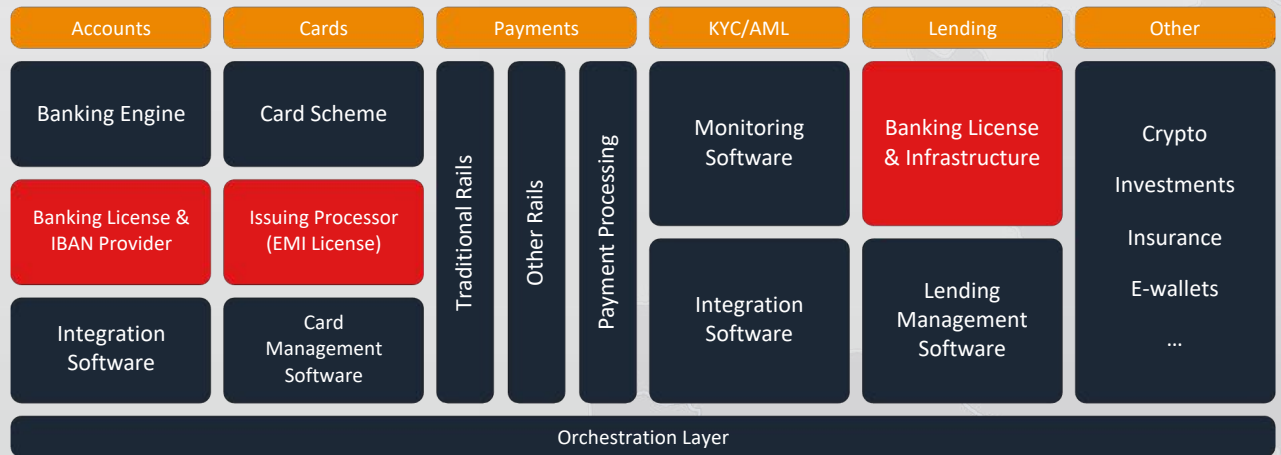 Accounts
Cards
Payments
KYC/AML
Lending
Other
Banking Engine
Banking License &
IBAN Provider
Integration
Software
Card Scheme
Issuing Processor
(EMI License)
Card
Management
Software
Traditional Rails
Other Rails
Payment Processing
Monitoring
Software
Integration
Software
Banking License
& Infrastructure
Lending
Management
Software
Crypto
Investments
Insurance
E-wallets
...
Orchestration Layer